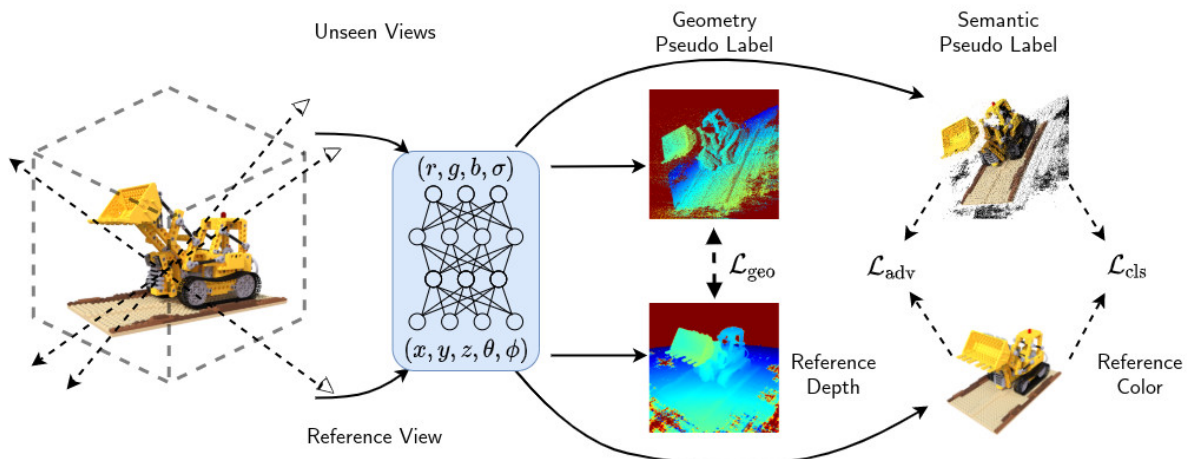 Unseen Views
Geometry
Pseudo Label
Semantic
Pseudo Label
(r, g, b, σ)
(x, y, z, θ, ϕ)
ℒgeo
ℒadv
ℒcls
Reference
Depth
Reference
Color
Reference View